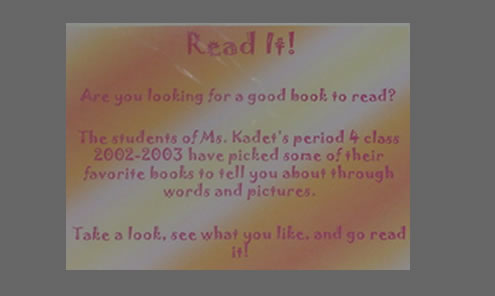 Read It!
Are you looking for a good book to read?
The students of Ms. Kadet's period 4 class
2002-2003 have picked some of their
favorite books to tell you about through
words and pictures.
Take a look, see what you like, and go read
it!